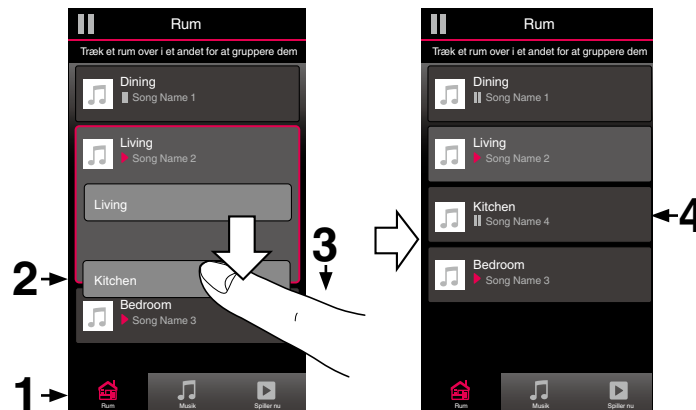 Rum
Træk et rum over i et andet for at gruppere dem
Dining
Song Name 1
Living
Song Name 2
Living
Kitchen
Bedroom
Song Name 3
Rum
Musik
Spiller nu
1
2
3
Rum
Træk et rum over i et andet for at gruppere dem
Dining
Song Name 1
Living
Song Name 2
Kitchen
Song Name 4
Bedroom
Song Name 3
Rum
Musik
Spiller nu
4